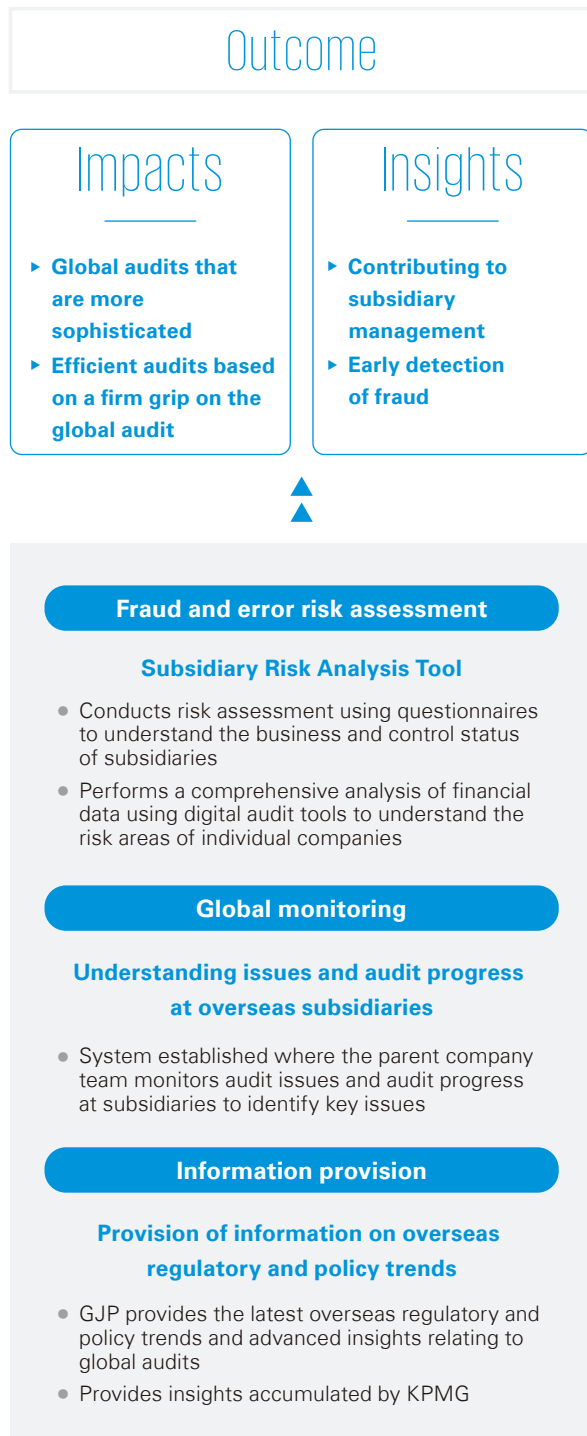 Outcome
Impacts
▸ Global audits that
are more
sophisticated
▸ Efficient audits based
on a firm grip on the
global audit
Insights
▸ Contributing to
subsidiary
management
▸ Early detection
of fraud
Fraud and error risk assessment
Subsidiary Risk Analysis Tool
● Conducts risk assessment using questionnaires
to understand the business and control status
of subsidiaries
● Performs a comprehensive analysis of financial
data using digital audit tools to understand the
risk areas of individual companies
Global monitoring
Understanding issues and audit progress
at overseas subsidiaries
● System established where the parent company
team monitors audit issues and audit progress
at subsidiaries to identify key issues
Information provision
Provision of information on overseas
regulatory and policy trends
● GJP provides the latest overseas regulatory and
policy trends and advanced insights relating to
global audits
● Provides insights accumulated by KPMG